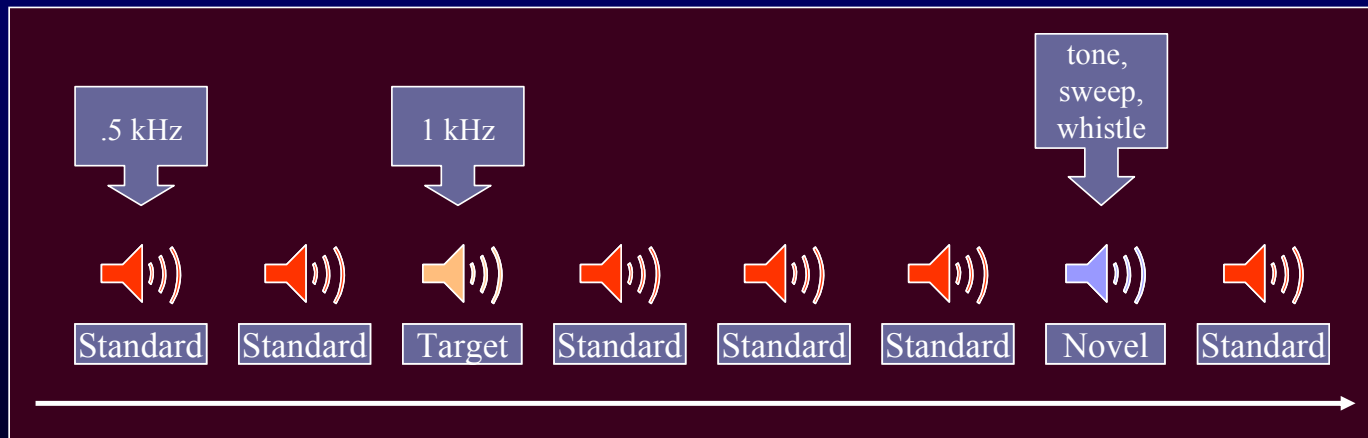 .5 kHz
1 kHz
tone,
sweep,
whistle
Standard
Standard
Target
Standard
Standard
Standard
Novel
Standard